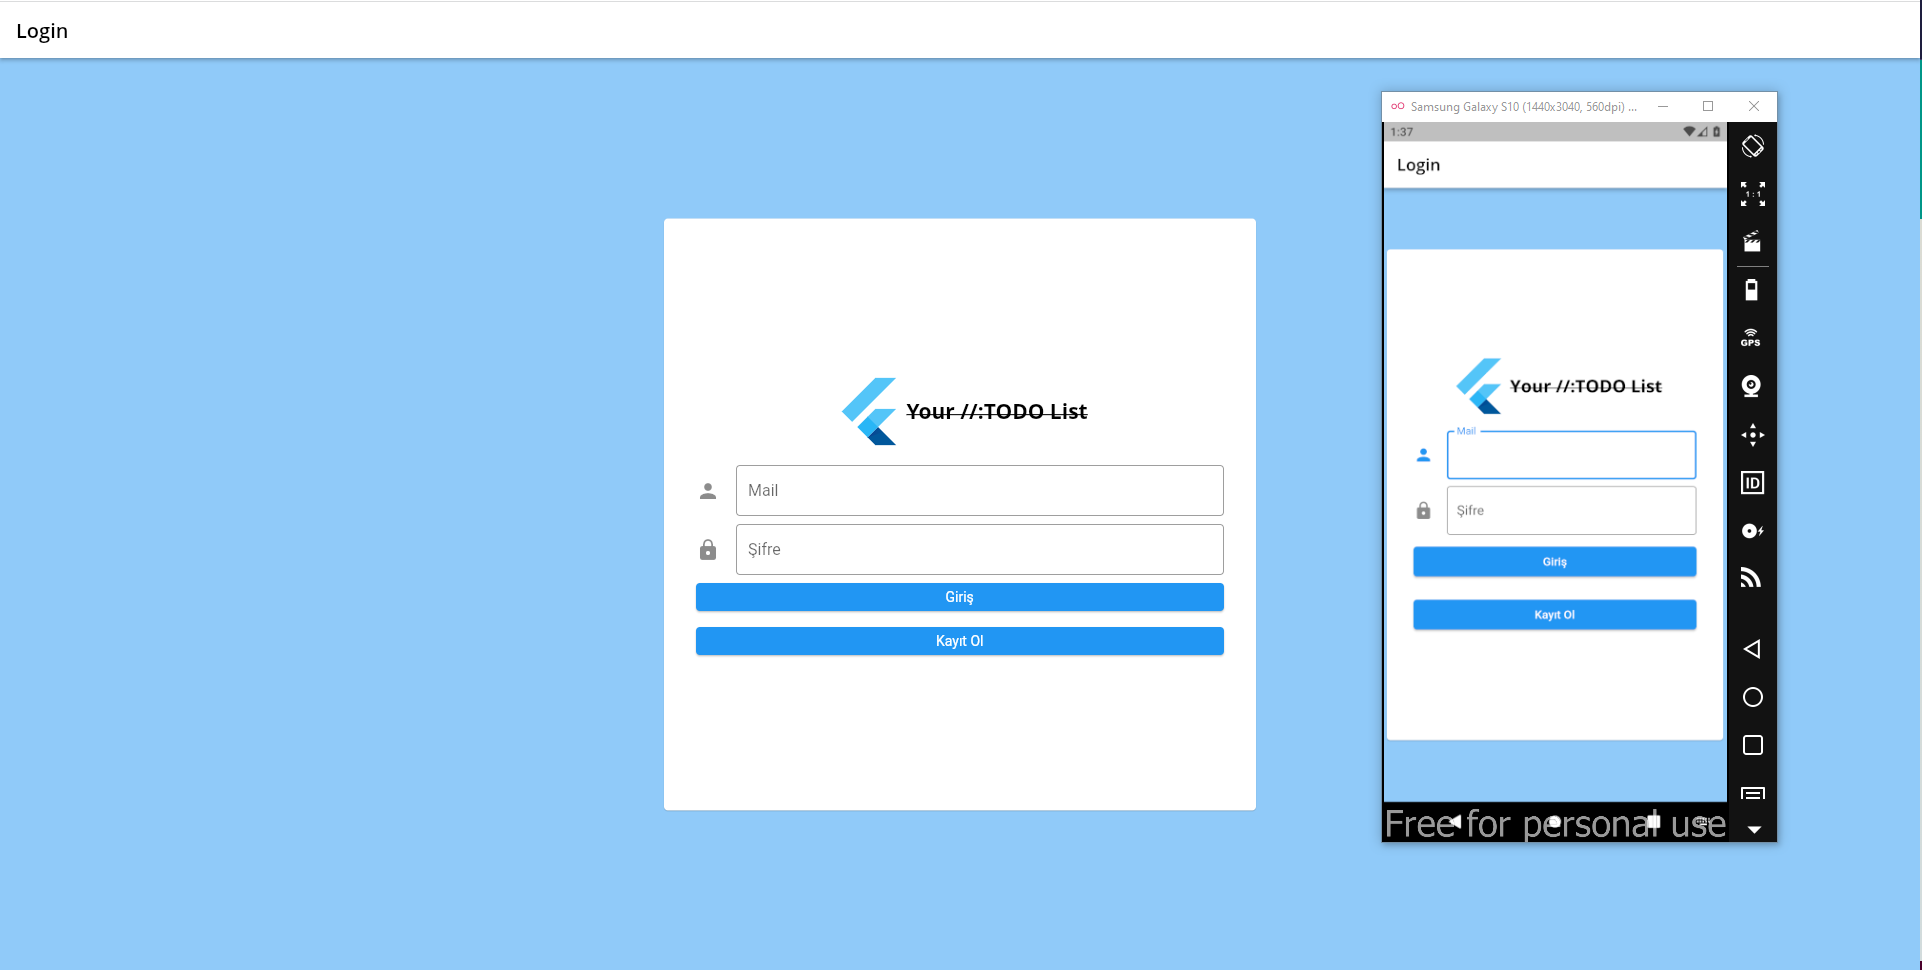 Login
Your //:TODO List
Mail
Şifre
Giriş
Kayıt Ol
Samsung Galaxy S10 (1440x3040, 560dpi) ...
1:37
Login
Your //:TODO List
Mail
Şifre
Giriş
Kayıt Ol
1:1
GPS
ID
Free for personal use